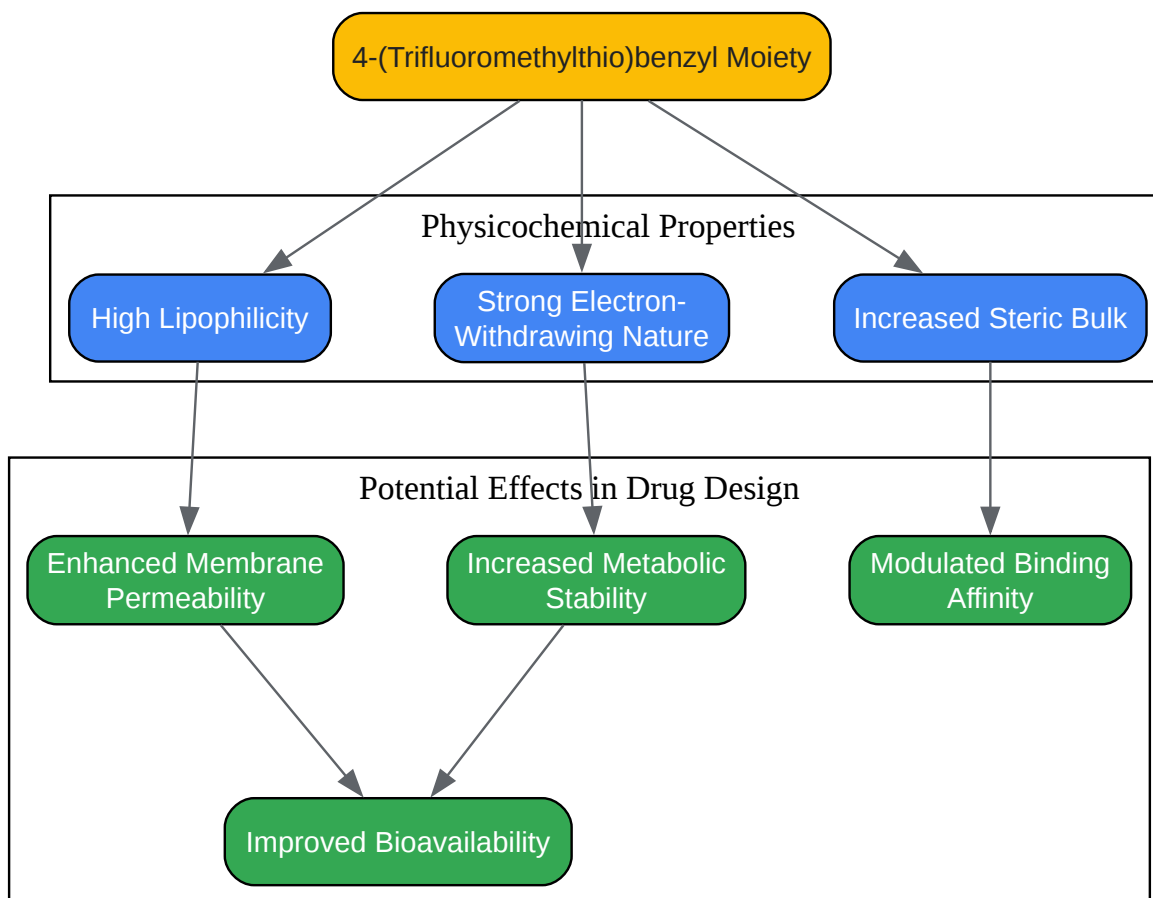 4-(Trifluoromethylthio)benzyl Moiety
Physicochemical Properties
High Lipophilicity
Strong Electron-
Withdrawing Nature
Increased Steric Bulk
Potential Effects in Drug Design
Enhanced Membrane
Permeability
Increased Metabolic
Stability
Modulated Binding
Affinity
Improved Bioavailability